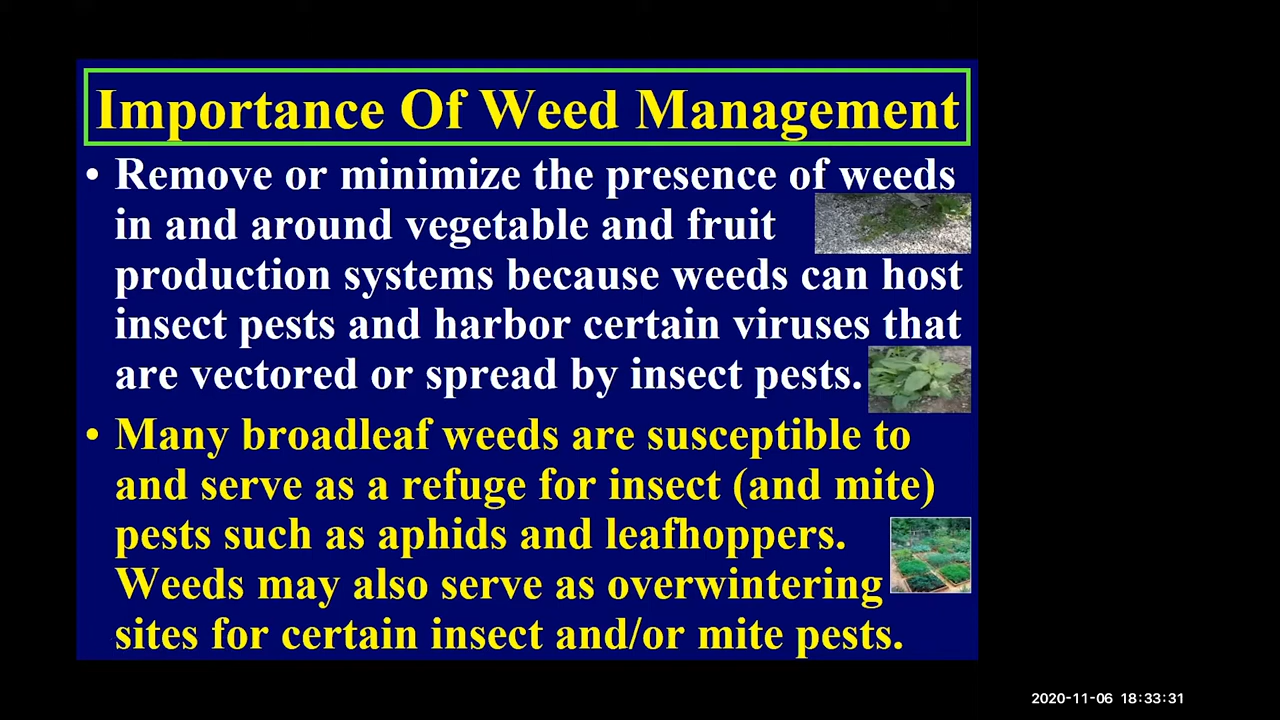 Importance Of Weed Management
• Remove or minimize the presence of weeds
in and around vegetable and fruit
production systems because weeds can host
insect pests and harbor certain viruses that
are vectored or spread by insect pests.
• Many broadleaf weeds are susceptible to
and serve as a refuge for insect (and mite)
pests such as aphids and leafhoppers.
Weeds may also serve as overwintering
sites for certain insect and/or mite pests.
2020-11-06 18:33:31